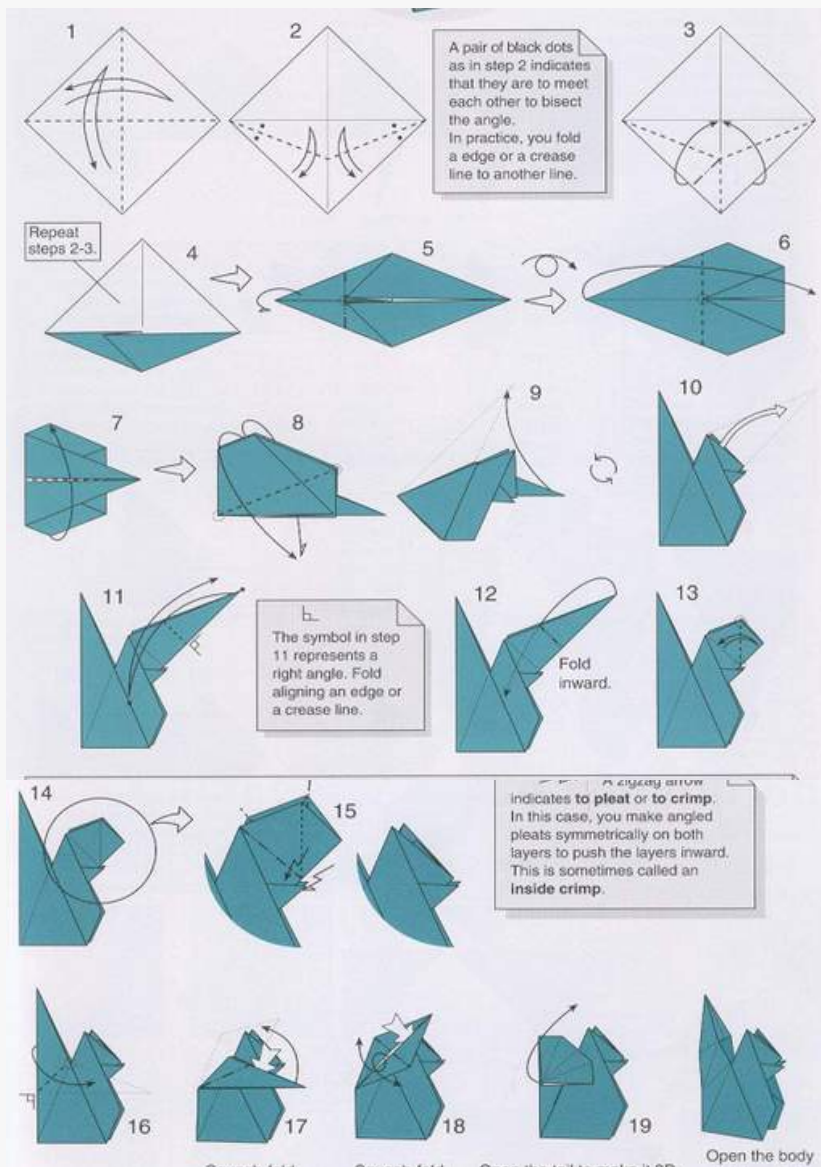 1
2
A pair of black dots
as in step 2 indicates
that they are to meet
each other to bisect
the angle.
In practice, you fold
a edge or a crease
line to another line.
3
Repeat
steps 2-3.
4
5
6
7
8
9
10
11
The symbol in step
11 represents a
right angle. Fold
aligning an edge or
a crease line.
12
Fold
inward.
13
14
15
A zigzag arrow
indicates to pleat or to crimp.
In this case, you make angled
pleats symmetrically on both
layers to push the layers inward.
This is sometimes called an
inside crimp.
16
17
18
19
Open the body